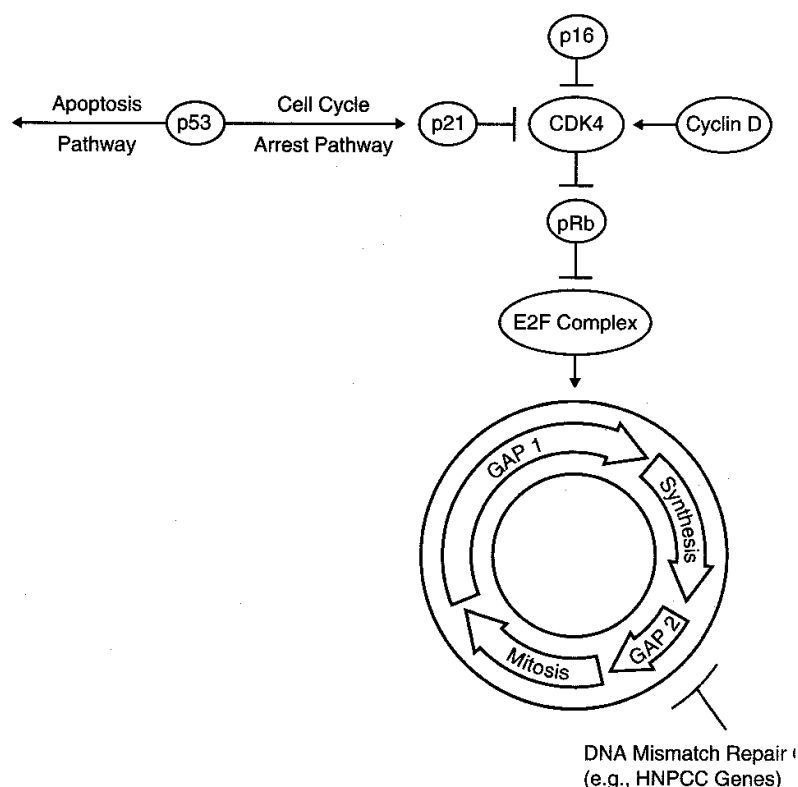 p16
Apoptosis
Pathway
p53
Cell Cycle
Arrest Pathway
p21
CDK4
Cyclin D
pRb
E2F Complex
GAP 1
Synthesis
GAP 2
Mitosis
DNA Mismatch Repair
(e.g., HNPCC Genes)